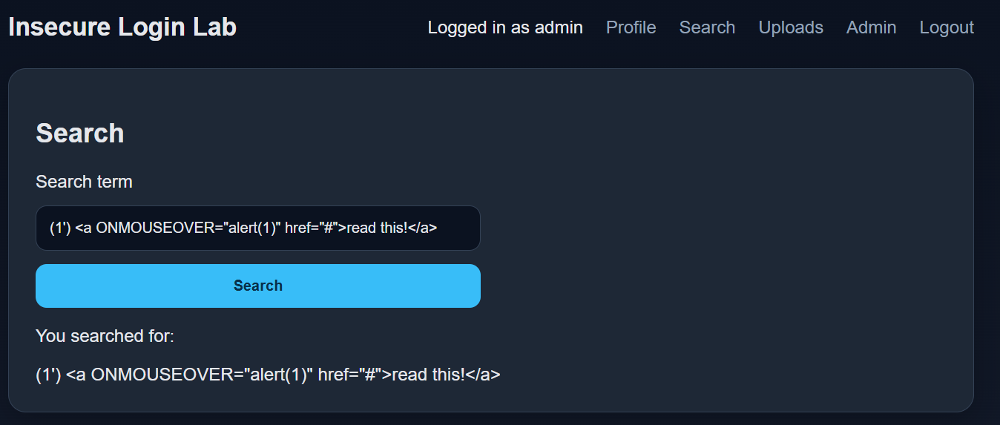 Insecure Login Lab
Logged in as admin Profile Search Uploads Admin Logout
Search
Search term
(1') <a ONMOUSEOVER="alert(1)" href="#">read this!</a>
Search
You searched for:
(1') <a ONMOUSEOVER="alert(1)" href="#">read this!</a>